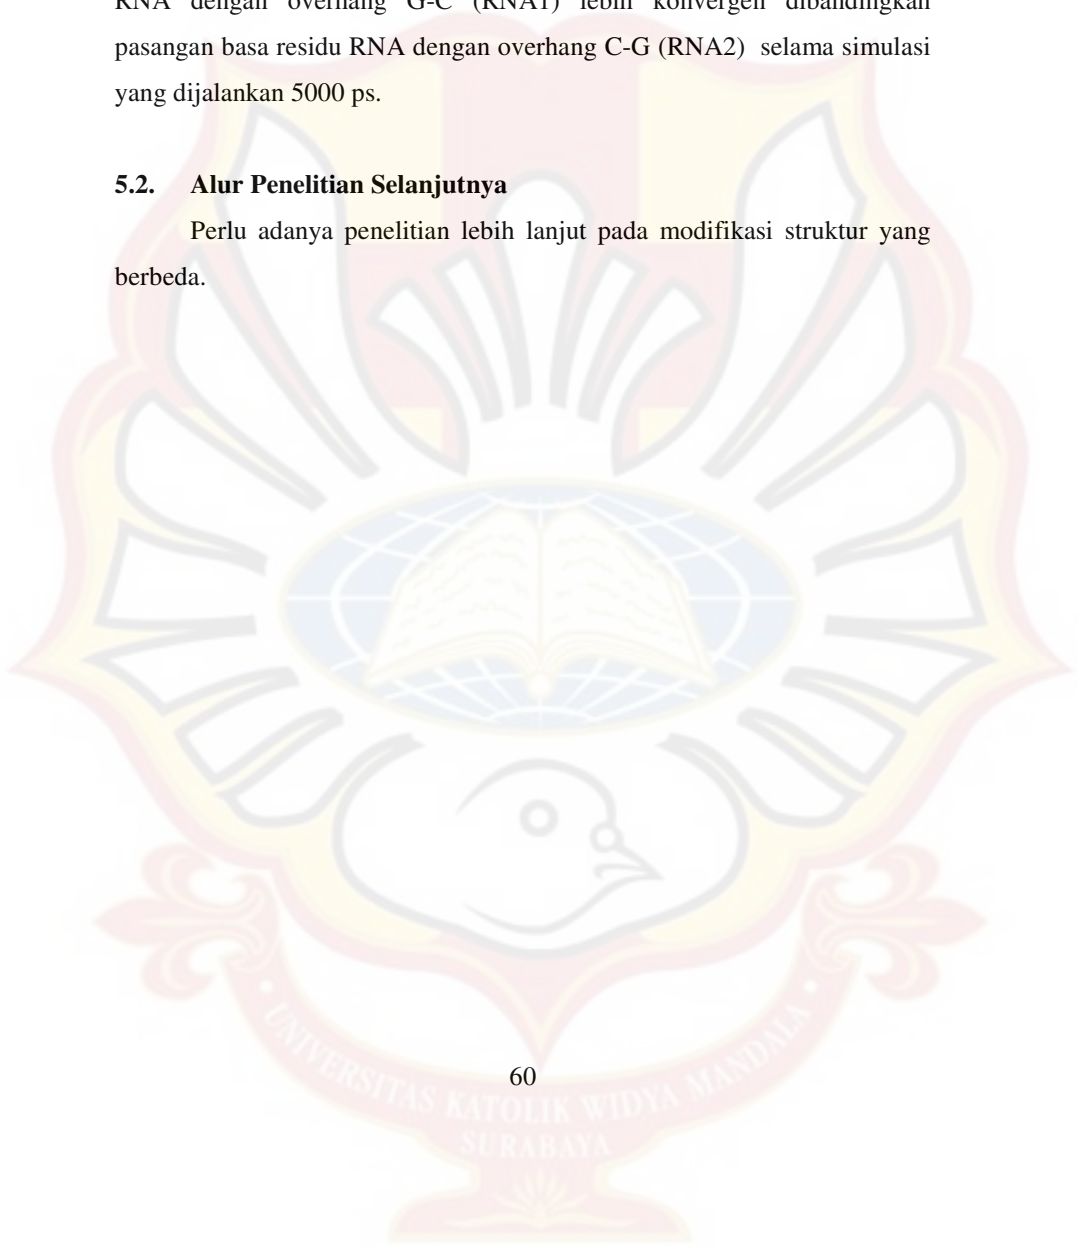 RNA dengan overhang G-C (RNA1) lebih konvergen dibandingkan
pasangan basa residu RNA dengan overhang C-G (RNA2) selama simulasi
yang dijalankan 5000 ps.
5.2. Alur Penelitian Selanjutnya
Perlu adanya penelitian lebih lanjut pada modifikasi struktur yang
berbeda.
60
UNIVERSITAS KATOLIK WIDYA MANDALA
SURABAYA